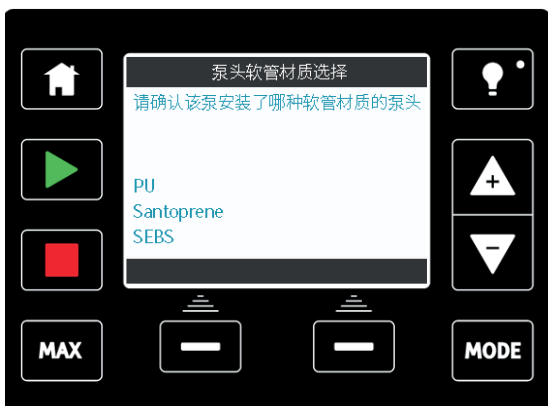 泵头软管材质选择
请确认该泵安装了哪种软管材质的泵头
PU
Santoprene
SEBS
+
−
MAX
MODE